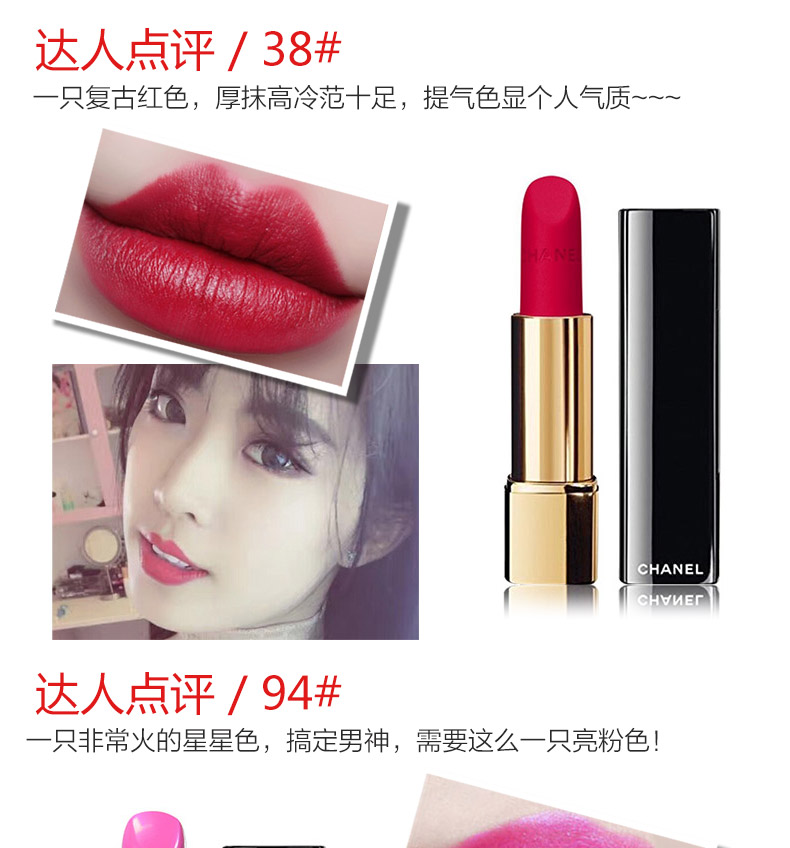 达人点评 / 38#
一只复古红色，厚抹高冷范十足，提气色显个人气质~~~
CHANEL
CHANEL
达人点评 / 94#
一只非常火的星星色，搞定男神，需要这么一只亮粉色！